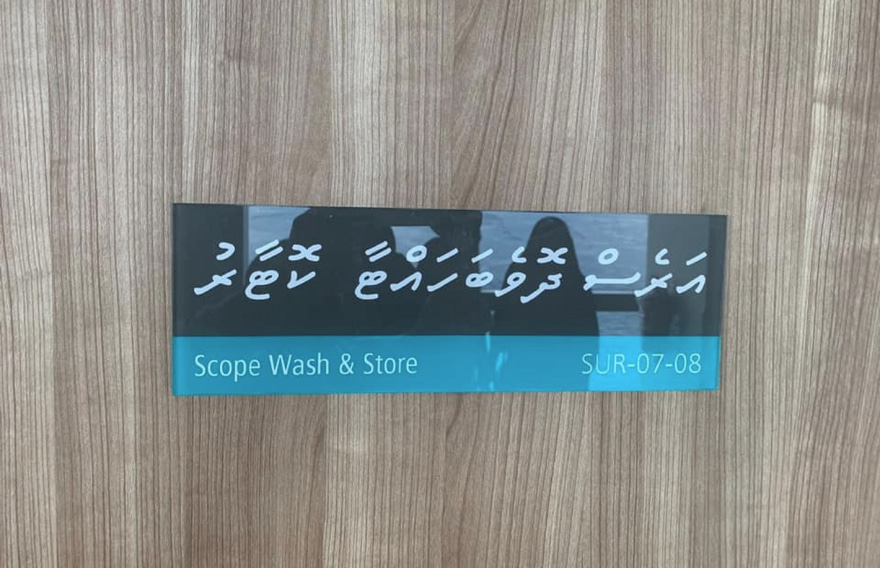 އަރެސް ދޮވެބަހައްޓާ ކޮޓާރު
Scope Wash & Store SUR-07-08